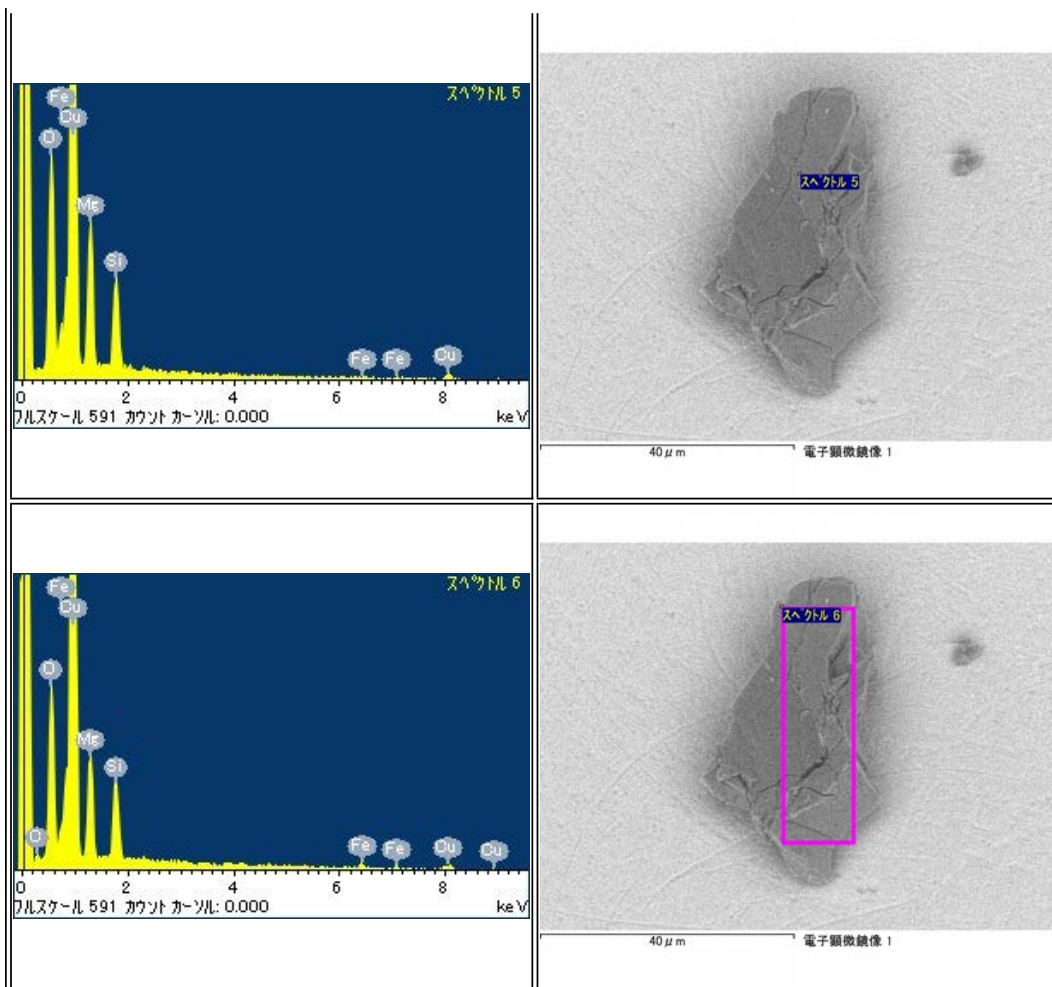 スペクトル 5
Fe
Cu
O
Mg
Si
Fe Fe Cu
0 2 4 6 8
フルスケール 591 カウント カーソル: 0.000 keV
スペクトル 5
40μm 電子顕微鏡像 1
スペクトル 6
Fe
Cu
O
Mg
Si
C
Fe Fe Cu Cu
0 2 4 6 8
フルスケール 591 カウント カーソル: 0.000 keV
スペクトル 6
40μm 電子顕微鏡像 1